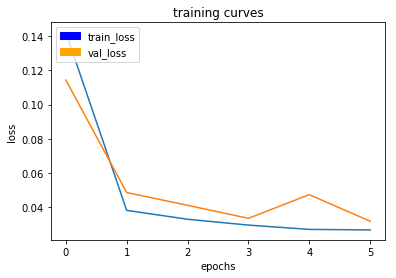 training curves
train_loss
val_loss
0.14
0.12
0.10
0.08
0.06
0.04
loss
0 1 2 3 4 5
epochs